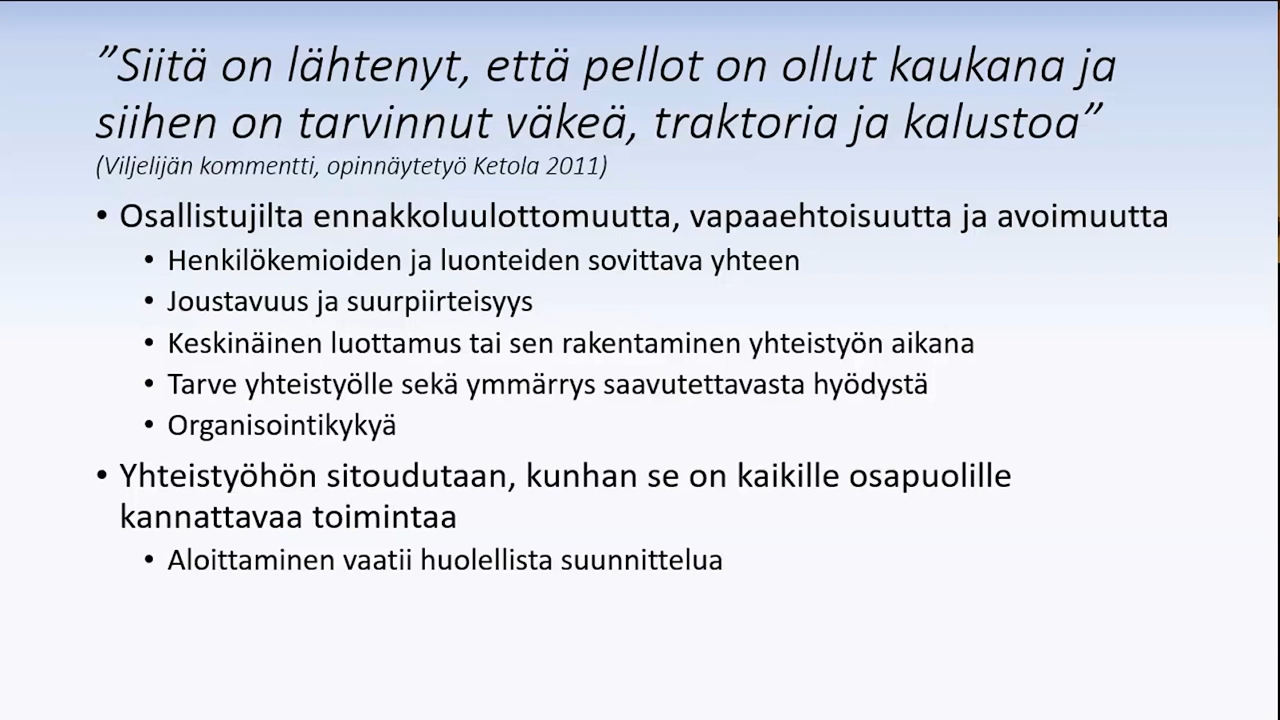 ”Siitä on lähtenyt, että pellot on ollut kaukana ja
siihen on tarvinnut väkeä, traktoria ja kalustoa”
(Viljelijän kommentti, opinnäytetyö Ketola 2011)
• Osallistujilta ennakkoluulottomuutta, vapaaehtoisuutta ja avoimuutta
• Henkilökemioiden ja luonteiden sovittava yhteen
• Joustavuus ja suurpiirteisyys
• Keskinäinen luottamus tai sen rakentaminen yhteistyön aikana
• Tarve yhteistyölle sekä ymmärrys saavutettavasta hyödystä
• Organisointikykyä
• Yhteistyöhön sitoudutaan, kunhan se on kaikille osapuolille
kannattavaa toimintaa
• Aloittaminen vaatii huolellista suunnittelua